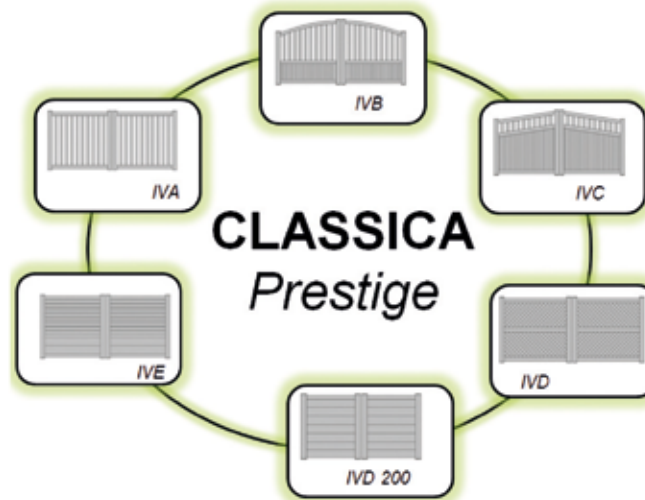 IVB
IVA
IVC
CLASSICA
Prestige
IVE
IVD
IVD 200